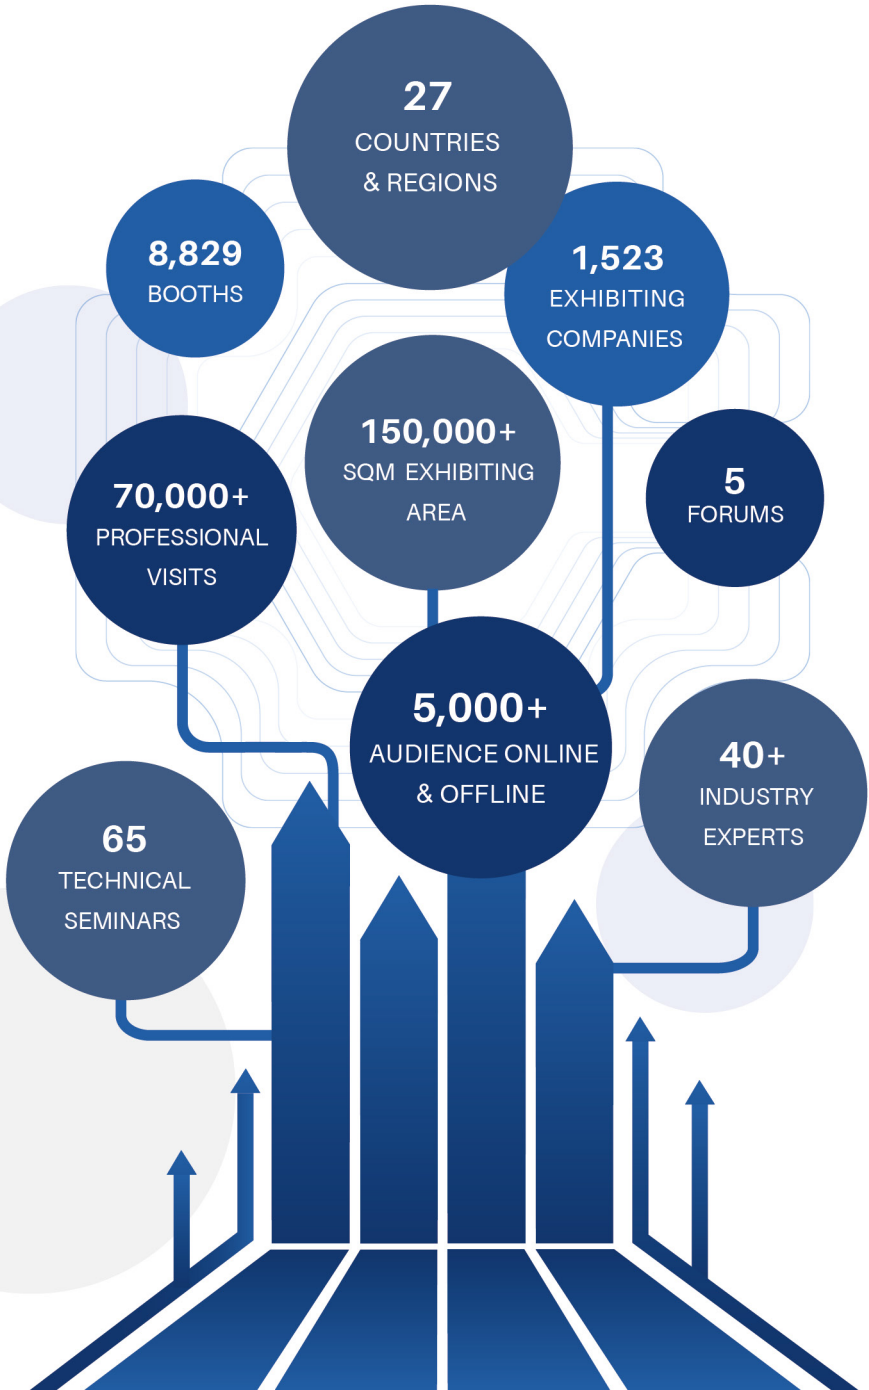 27
COUNTRIES
& REGIONS
8,829
BOOTHS
1,523
EXHIBITING
COMPANIES
150,000+
SQM EXHIBITING
AREA
70,000+
PROFESSIONAL
VISITS
5
FORUMS
5,000+
AUDIENCE ONLINE
& OFFLINE
40+
INDUSTRY
EXPERTS
65
TECHNICAL
SEMINARS